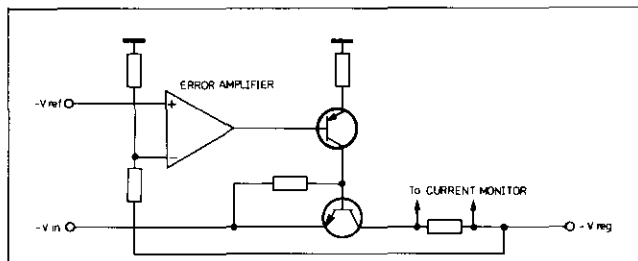 ERROR AMPLIFIER
-Vref
+
−
To CURRENT MONITOR
-Vin
-Vreg